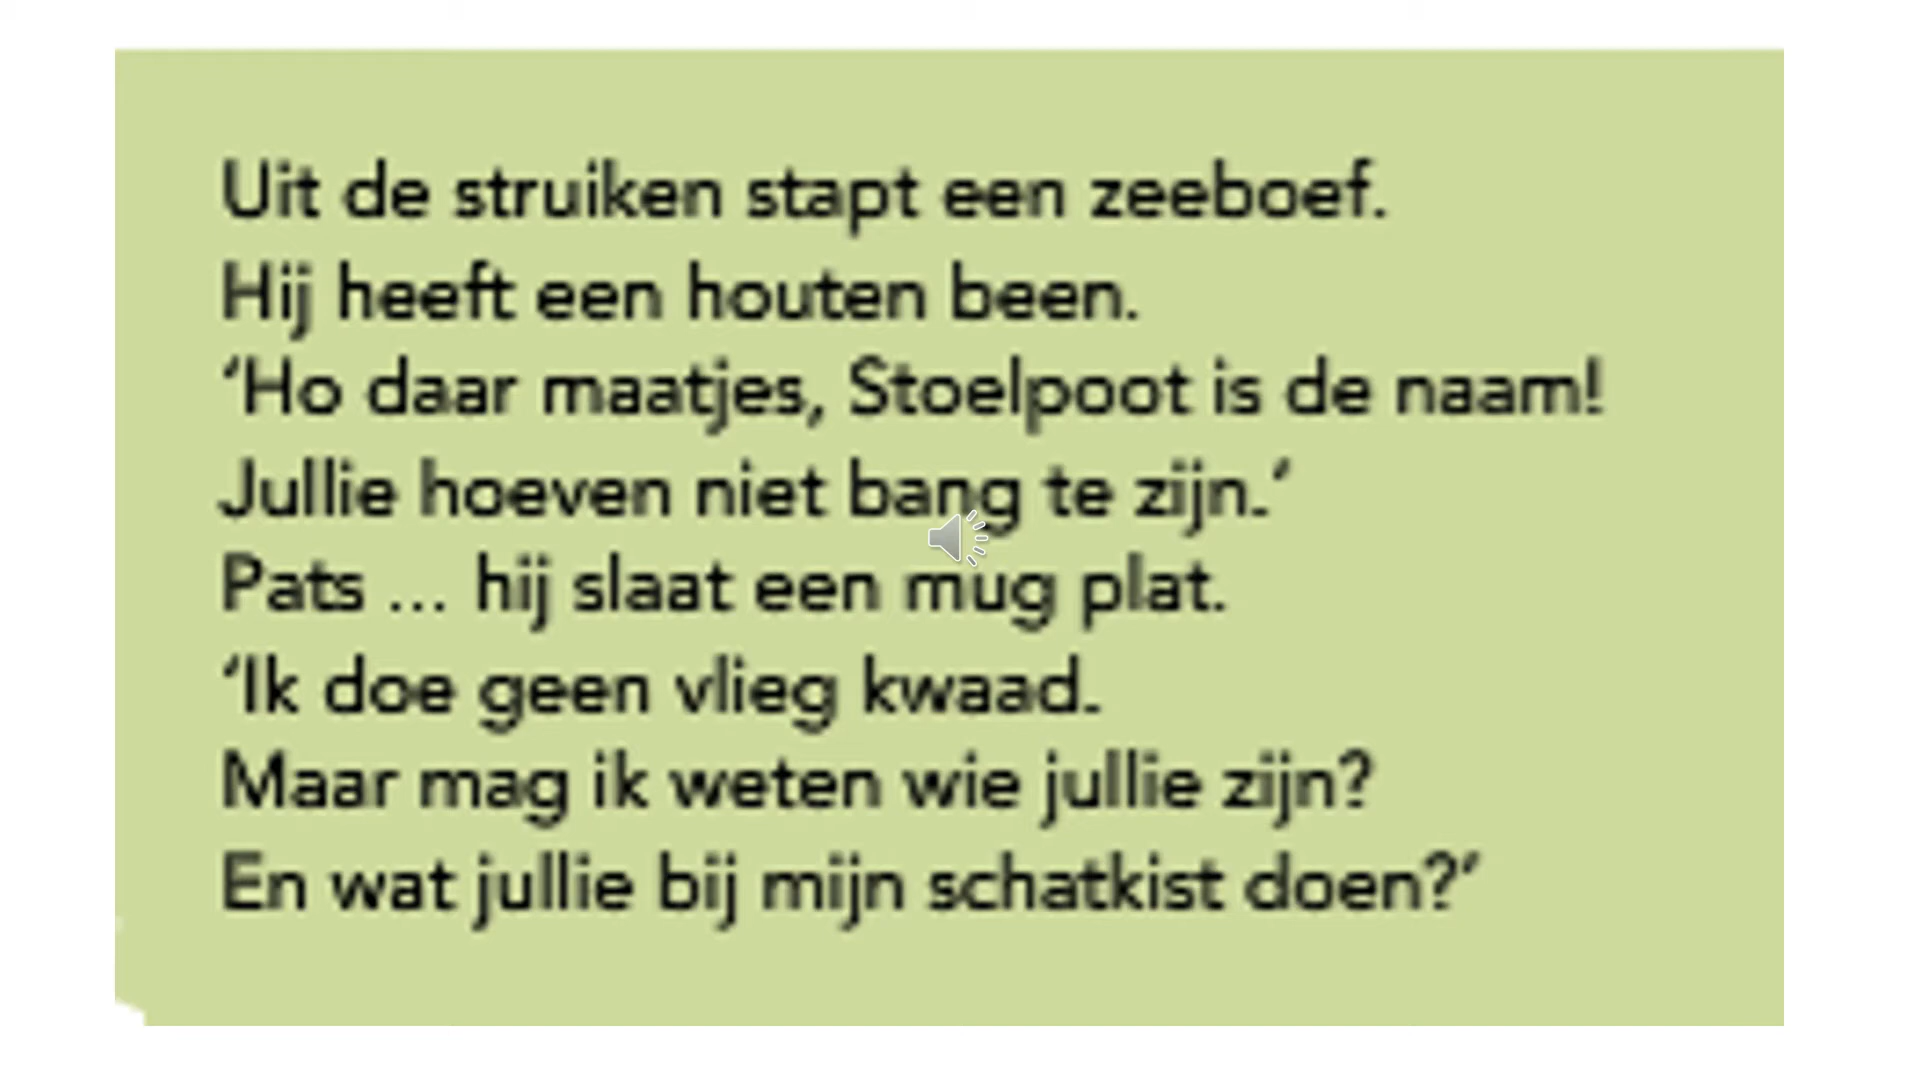 Uit de struiken stapt een zeeboef.
Hij heeft een houten been.
‘Ho daar maatjes, Stoelpoot is de naam!
Jullie hoeven niet bang te zijn.’
Pats ... hij slaat een mug plat.
‘Ik doe geen vlieg kwaad.
Maar mag ik weten wie jullie zijn?
En wat jullie bij mijn schatkist doen?’